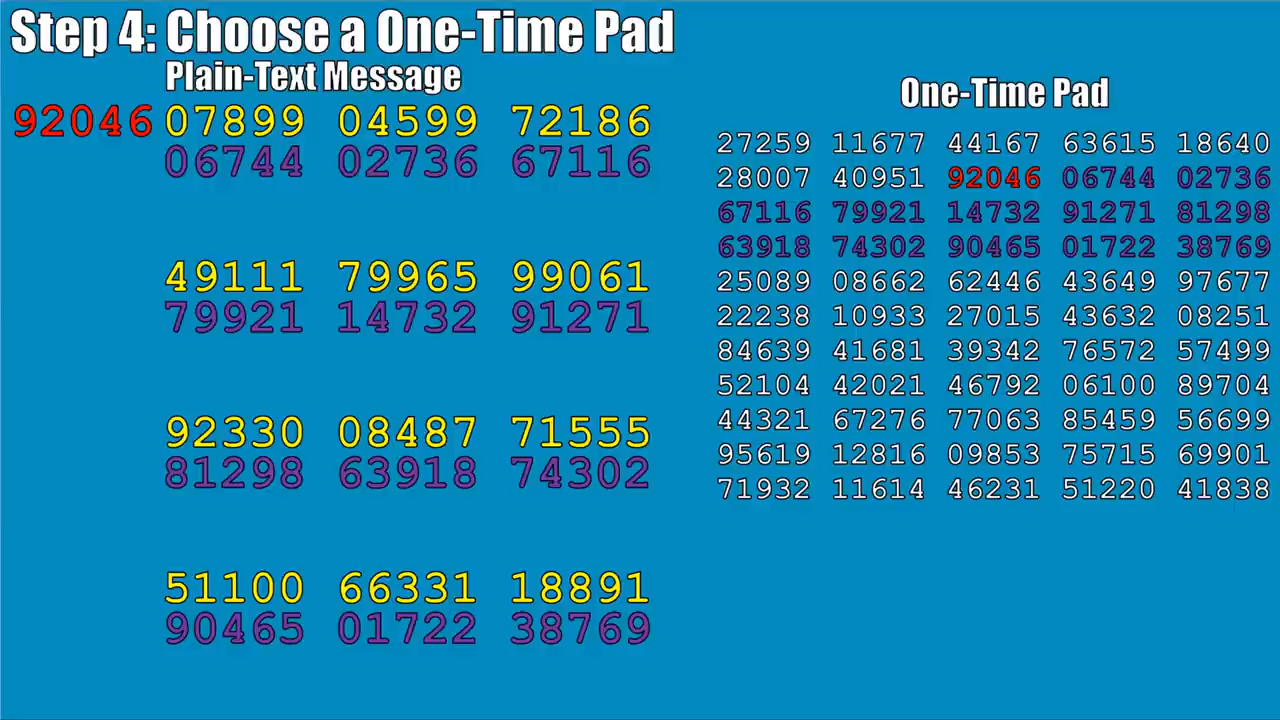 Step 4: Choose a One-Time Pad
Plain-Text Message
92046 07899 04599 72186
06744 02736 67116
49111 79965 99061
79921 14732 91271
92330 08487 71555
81298 63918 74302
51100 66331 18891
90465 01722 38769
One-Time Pad
27259 11677 44167 63615 18640
28007 40951 92046 06744 02736
67116 79921 14732 91271 81298
63918 74302 90465 01722 38769
25089 08662 62446 43649 97677
22238 10933 27015 43632 08251
84639 41681 39342 76572 57499
52104 42021 46792 06100 89704
44321 67276 77063 85459 56699
95619 12816 09853 75715 69901
71932 11614 46231 51220 41838